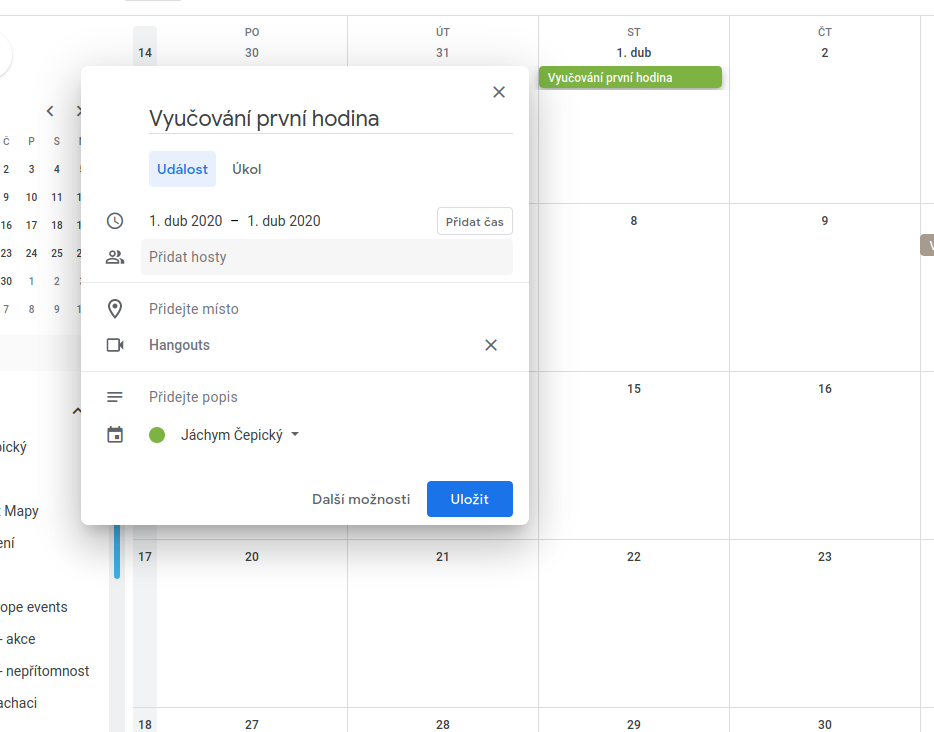 PO ÚT ST ČT
14 30 31 1. dub 2
Vyučování první hodina
Č P S
2 3 4
9 10 11
16 17 18
23 24 25
30 1 2
7 8 9
Vyučování první hodina
Událost Úkol
1. dub 2020 – 1. dub 2020 Přidat čas
Přidat hosty
Přidejte místo
Hangouts
Přidejte popis
Jáchym Čepický
Další možnosti Uložit
8 9
15 16
pický
t Mapy
ení
ope events
- akce
- nepřítomnost
achaci
17 20 21 22 23
18 27 28 29 30